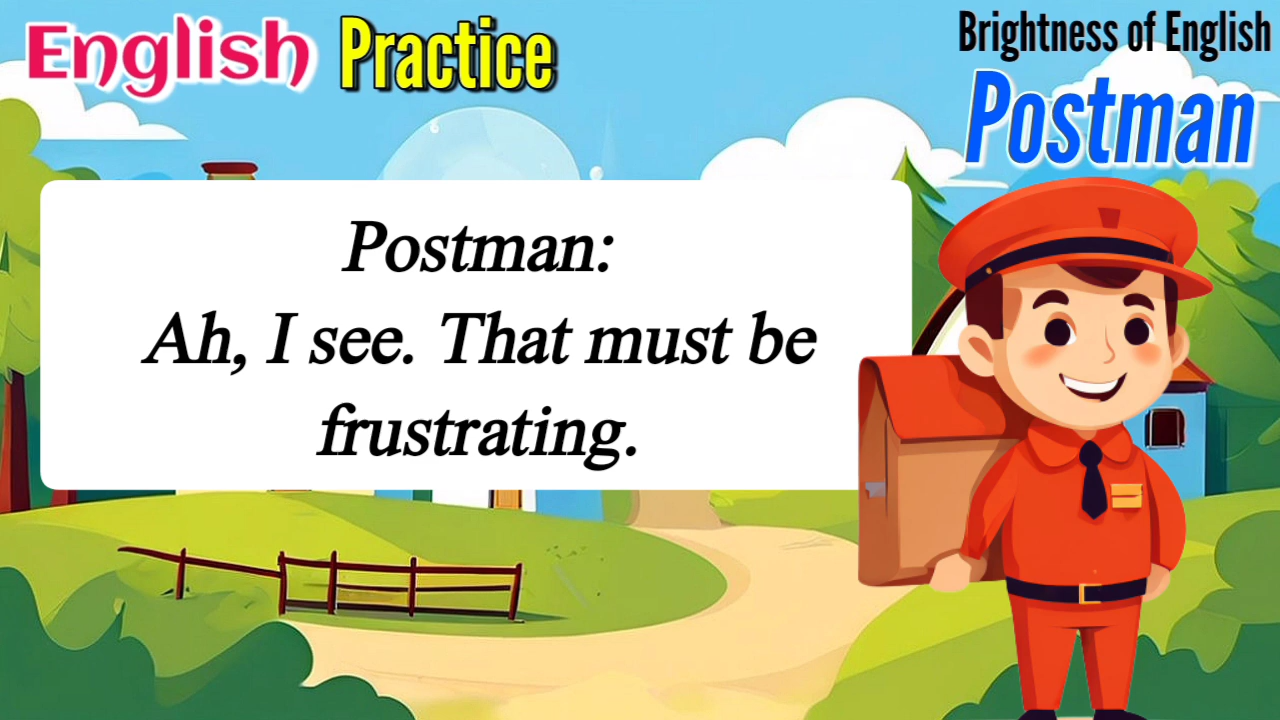 English Practice
Brightness of English
Postman
Postman:
Ah, I see. That must be
frustrating.